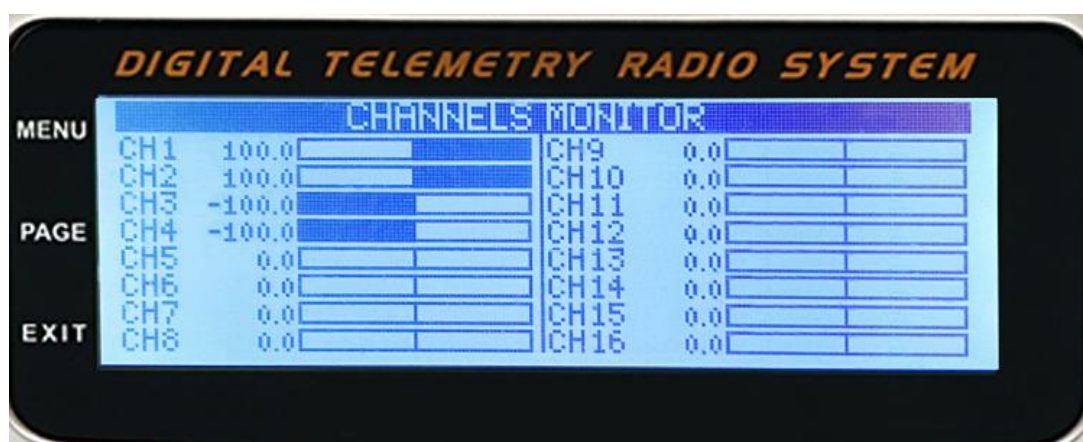 DIGITAL TELEMETRY RADIO SYSTEM
CHANNELS MONITOR
MENU
PAGE
EXIT
CH1 100.0
CH2 100.0
CH3 -100.0
CH4 -100.0
CH5 0.0
CH6 0.0
CH7 0.0
CH8 0.0
CH9 0.0
CH10 0.0
CH11 0.0
CH12 0.0
CH13 0.0
CH14 0.0
CH15 0.0
CH16 0.0